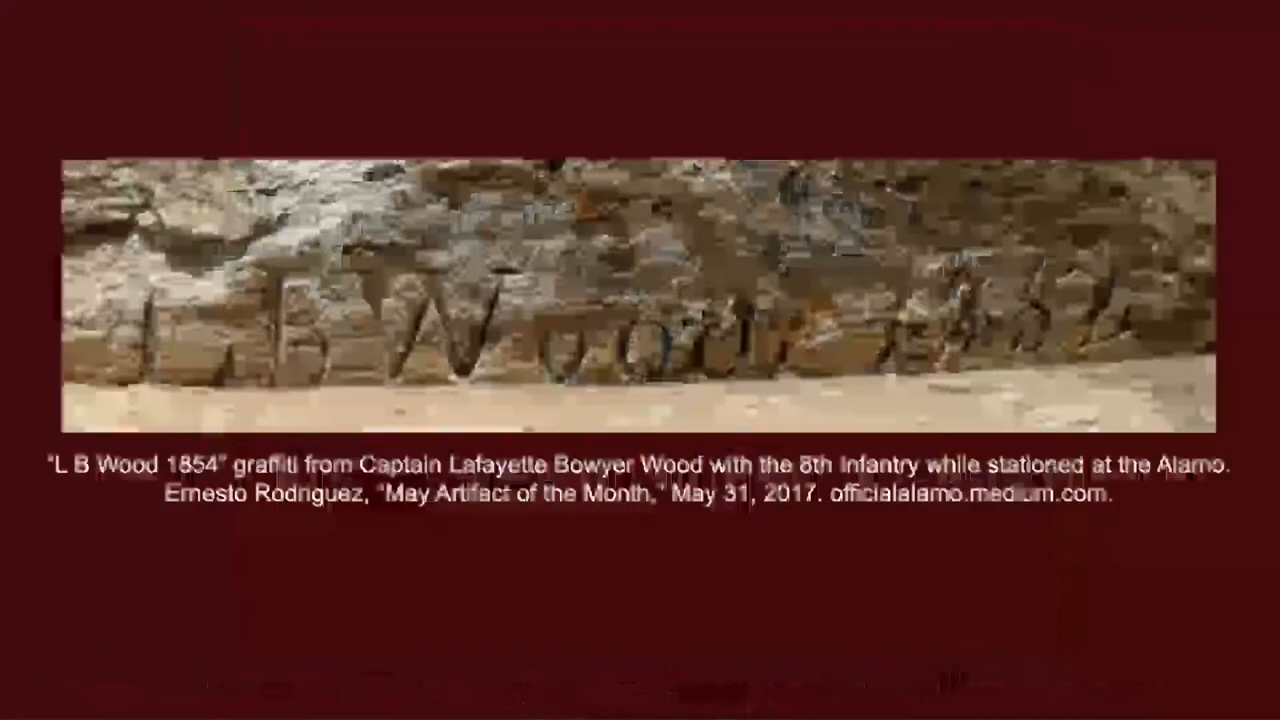 L B Wood 185
"L B Wood 1854" graffiti from Captain Lafayette Bowyer Wood with the 8th Infantry while stationed at the Alamo.
Ernesto Rodriguez, "May Artifact of the Month," May 31, 2017. officialalamo.medium.com.